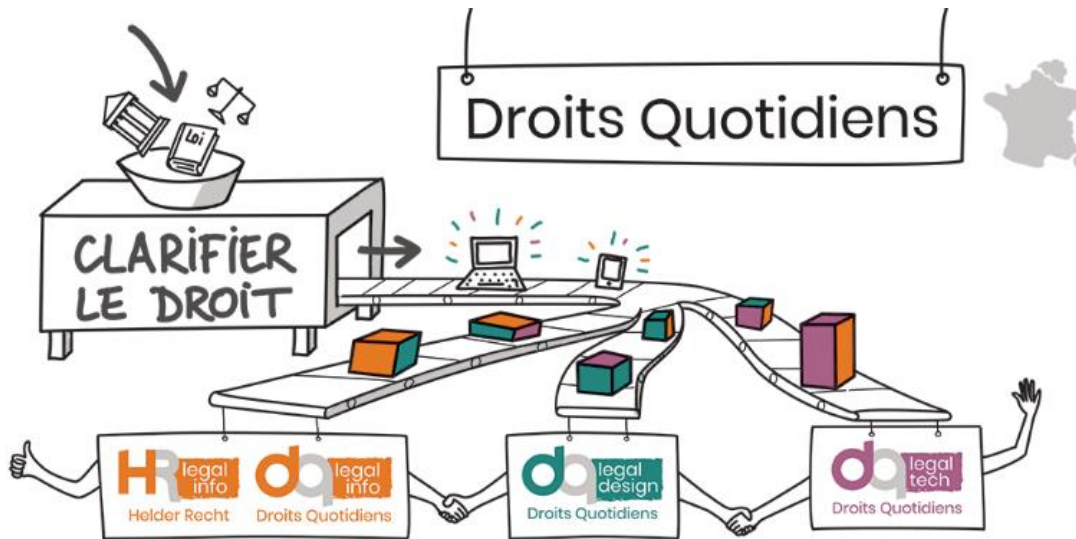 Droits Quotidiens
Loi
CLARIFIER
LE DROIT
HR legal info
Helder Recht
dq legal info
Droits Quotidiens
dq legal design
Droits Quotidiens
dq legal tech
Droits Quotidiens